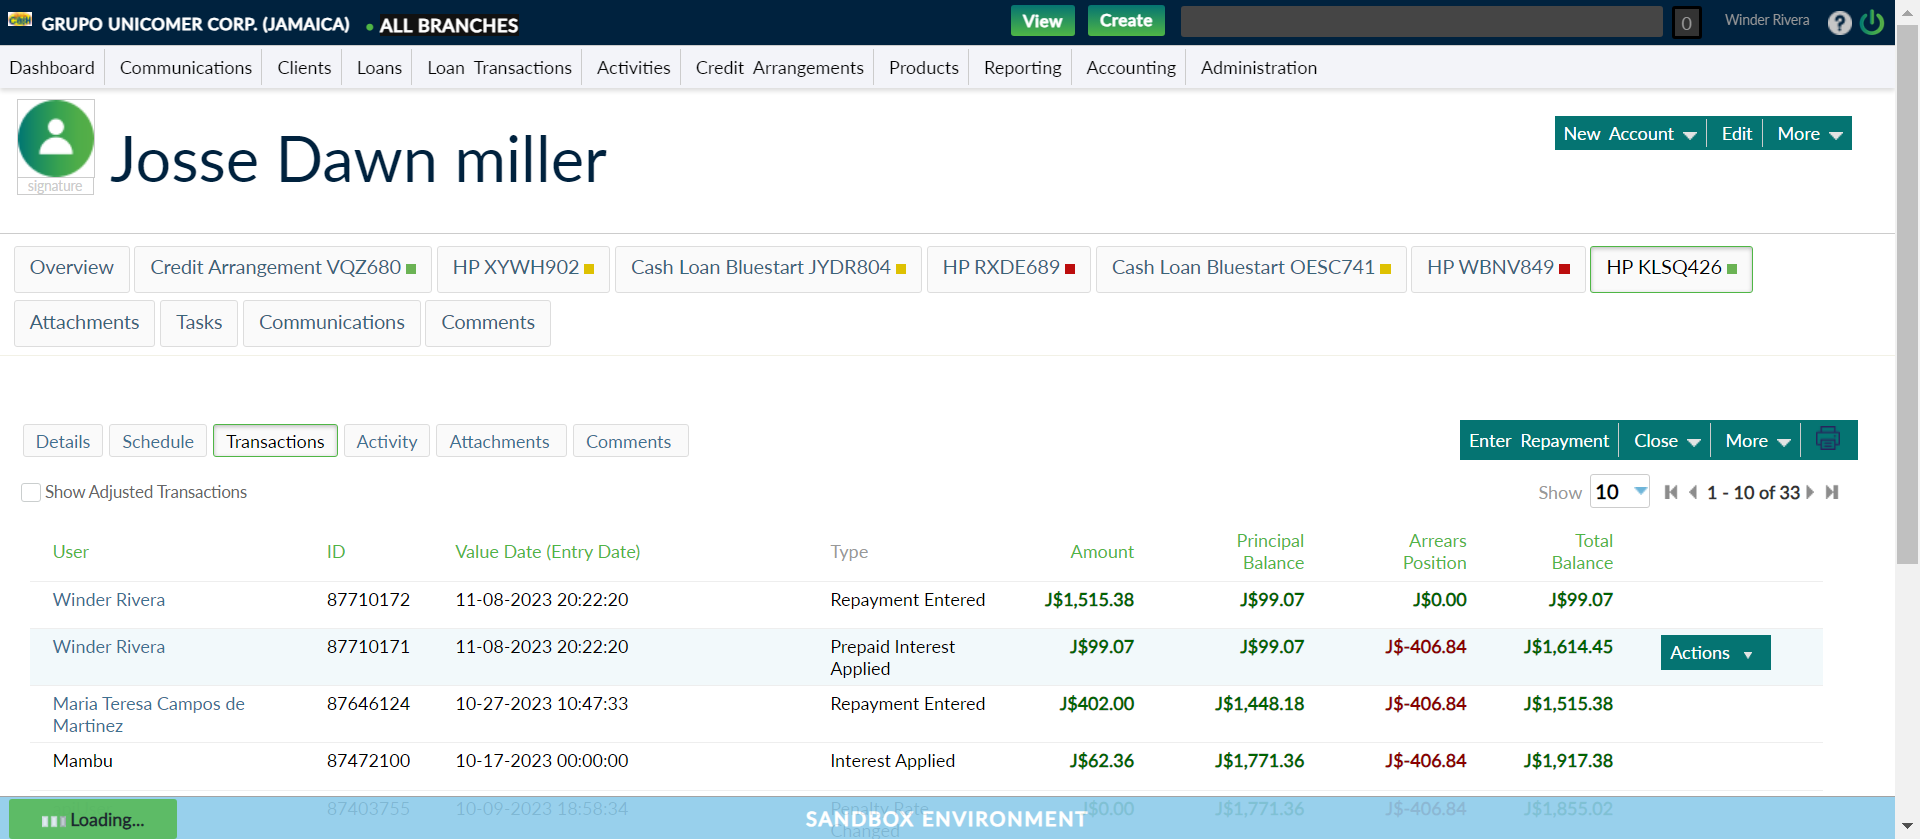 Cash GRUPO UNICOMER CORP. (JAMAICA) • ALL BRANCHES View Create 0 Winder Rivera ?
Dashboard Communications Clients Loans Loan Transactions Activities Credit Arrangements Products Reporting Accounting Administration
signature
Josse Dawn miller
New Account Edit More
Overview Credit Arrangement VQZ680 HP XYWH902 Cash Loan Bluestart JYDR804 HP RXDE689 Cash Loan Bluestart OESC741 HP WBNV849 HP KLSQ426
Attachments Tasks Communications Comments
Details Schedule Transactions Activity Attachments Comments Enter Repayment Close More
Show Adjusted Transactions Show 10 1 - 10 of 33
User ID Value Date (Entry Date) Type Amount Principal Balance Arrears Position Total Balance
Winder Rivera 87710172 11-08-2023 20:22:20 Repayment Entered J$1,515.38 J$99.07 J$0.00 J$99.07
Winder Rivera 87710171 11-08-2023 20:22:20 Prepaid Interest Applied J$99.07 J$99.07 J$-406.84 J$1,614.45 Actions
Maria Teresa Campos de Martinez 87646124 10-27-2023 10:47:33 Repayment Entered J$402.00 J$1,448.18 J$-406.84 J$1,515.38
Mambu 87472100 10-17-2023 00:00:00 Interest Applied J$62.36 J$1,771.36 J$-406.84 J$1,917.38
87403755 10-09-2023 18:58:34 Penalty Rate Changed J$0.00 J$1,771.36 J$-406.84 J$1,855.02
Loading... SANDBOX ENVIRONMENT